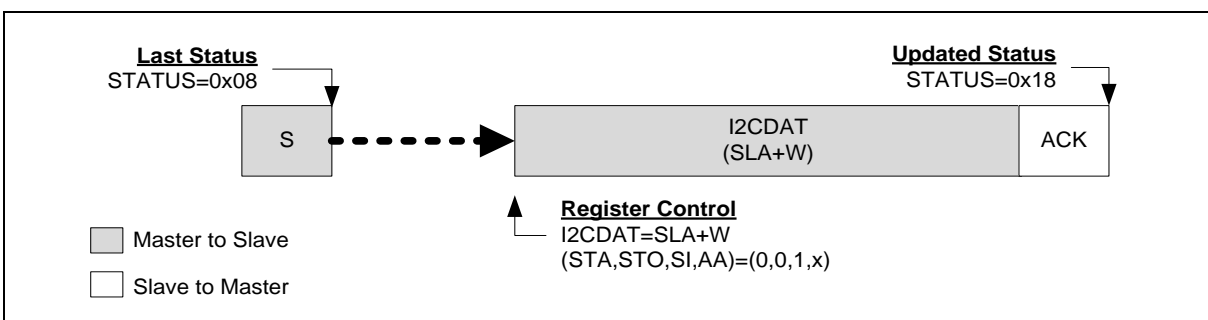 Last Status
STATUS=0x08
Updated Status
STATUS=0x18
S
I2CDAT
(SLA+W)
ACK
Register Control
I2CDAT=SLA+W
(STA,STO,SI,AA)=(0,0,1,x)
Master to Slave
Slave to Master